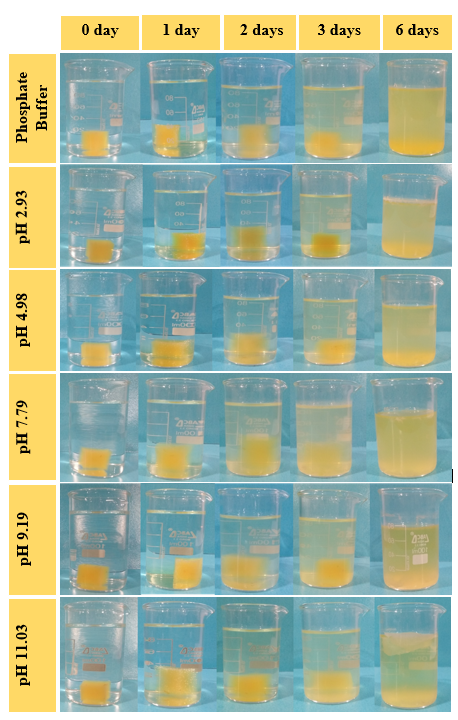 0 day 1 day 2 days 3 days 6 days
Phosphate
Buffer
pH 2.93
pH 4.98
pH 7.79
pH 9.19
pH 11.03